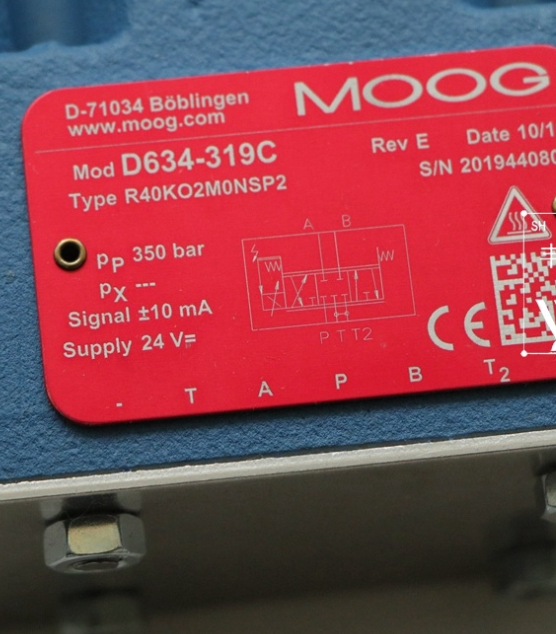 MOOG
D-71034 Böblingen
www.moog.com
Mod D634-319C
Rev E Date 10/1
Type R40KO2M0NSP2
S/N 201944080
A B
pP 350 bar
pX ---
Signal ±10 mA
Supply 24 V=
P T T2
CE
SH
- T A P B T2